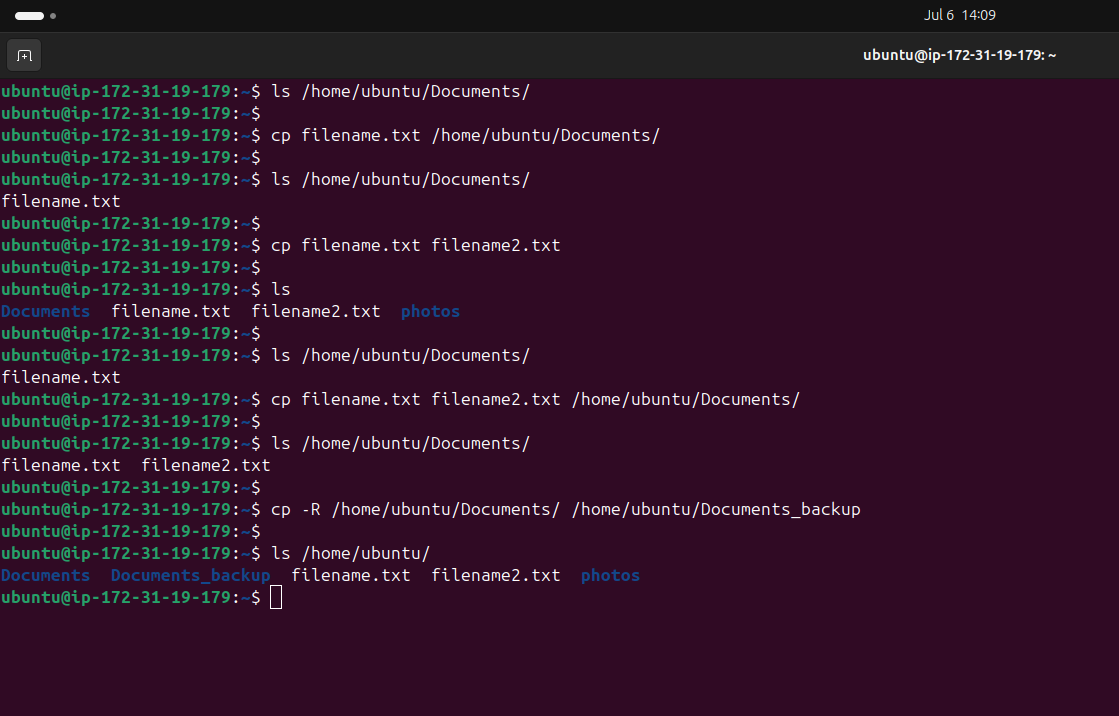 Jul 6 14:09
ubuntu@ip-172-31-19-179: ~
ubuntu@ip-172-31-19-179:~$ ls /home/ubuntu/Documents/
ubuntu@ip-172-31-19-179:~$
ubuntu@ip-172-31-19-179:~$ cp filename.txt /home/ubuntu/Documents/
ubuntu@ip-172-31-19-179:~$
ubuntu@ip-172-31-19-179:~$ ls /home/ubuntu/Documents/
filename.txt
ubuntu@ip-172-31-19-179:~$
ubuntu@ip-172-31-19-179:~$ cp filename.txt filename2.txt
ubuntu@ip-172-31-19-179:~$
ubuntu@ip-172-31-19-179:~$ ls
Documents  filename.txt  filename2.txt  photos
ubuntu@ip-172-31-19-179:~$
ubuntu@ip-172-31-19-179:~$ ls /home/ubuntu/Documents/
filename.txt
ubuntu@ip-172-31-19-179:~$ cp filename.txt filename2.txt /home/ubuntu/Documents/
ubuntu@ip-172-31-19-179:~$
ubuntu@ip-172-31-19-179:~$ ls /home/ubuntu/Documents/
filename.txt  filename2.txt
ubuntu@ip-172-31-19-179:~$
ubuntu@ip-172-31-19-179:~$ cp -R /home/ubuntu/Documents/ /home/ubuntu/Documents_backup
ubuntu@ip-172-31-19-179:~$
ubuntu@ip-172-31-19-179:~$ ls /home/ubuntu/
Documents  Documents_backup  filename.txt  filename2.txt  photos
ubuntu@ip-172-31-19-179:~$